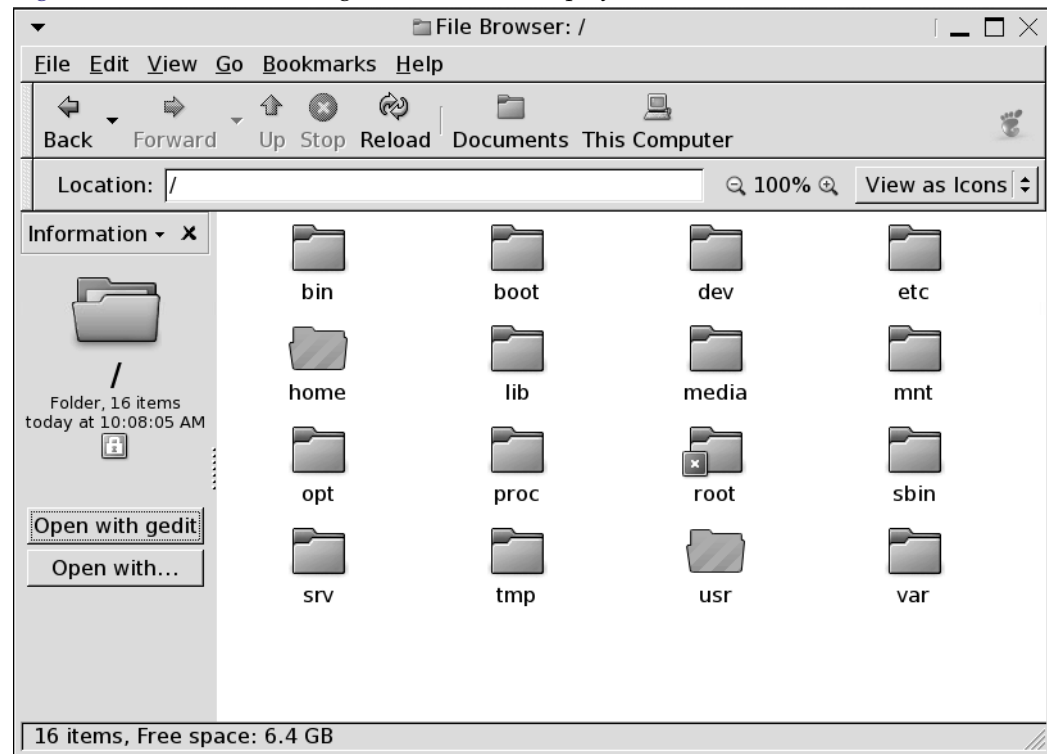 File Browser: /
File Edit View Go Bookmarks Help
Back Forward Up Stop Reload Documents This Computer
Location: / 100% View as Icons
Information
bin boot dev etc
/
Folder, 16 items
today at 10:08:05 AM
home lib media mnt
opt proc root sbin
Open with gedit
Open with...
srv tmp usr var
16 items, Free space: 6.4 GB